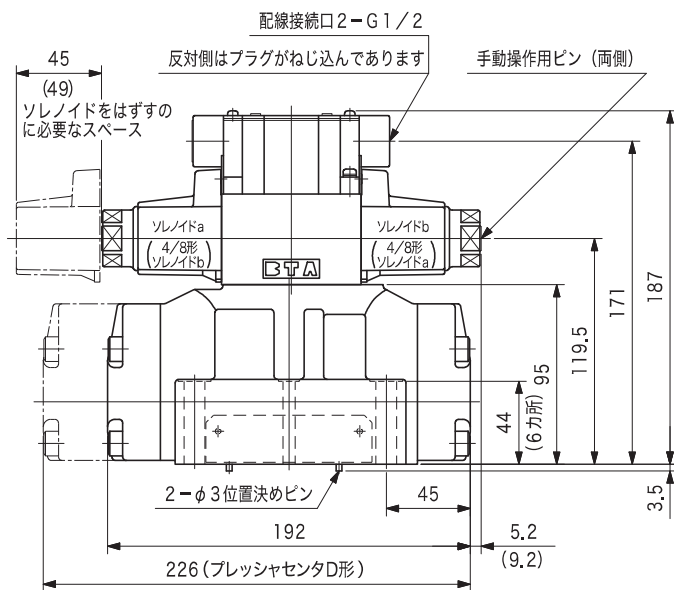 配線接続口2-G1/2
反対側はプラグがねじ込んであります
手動操作用ピン(両側)
45
(49)
ソレノイドをはずすの
に必要なスペース
ソレノイドa
(4/8形
ソレノイドb)
ソレノイドb
(4/8形
ソレノイドa)
BTA
44
(6カ所)
95
119.5
171
187
3.5
2-φ3位置決めピン
45
192
5.2
(9.2)
226(プレッシャセンタD形)